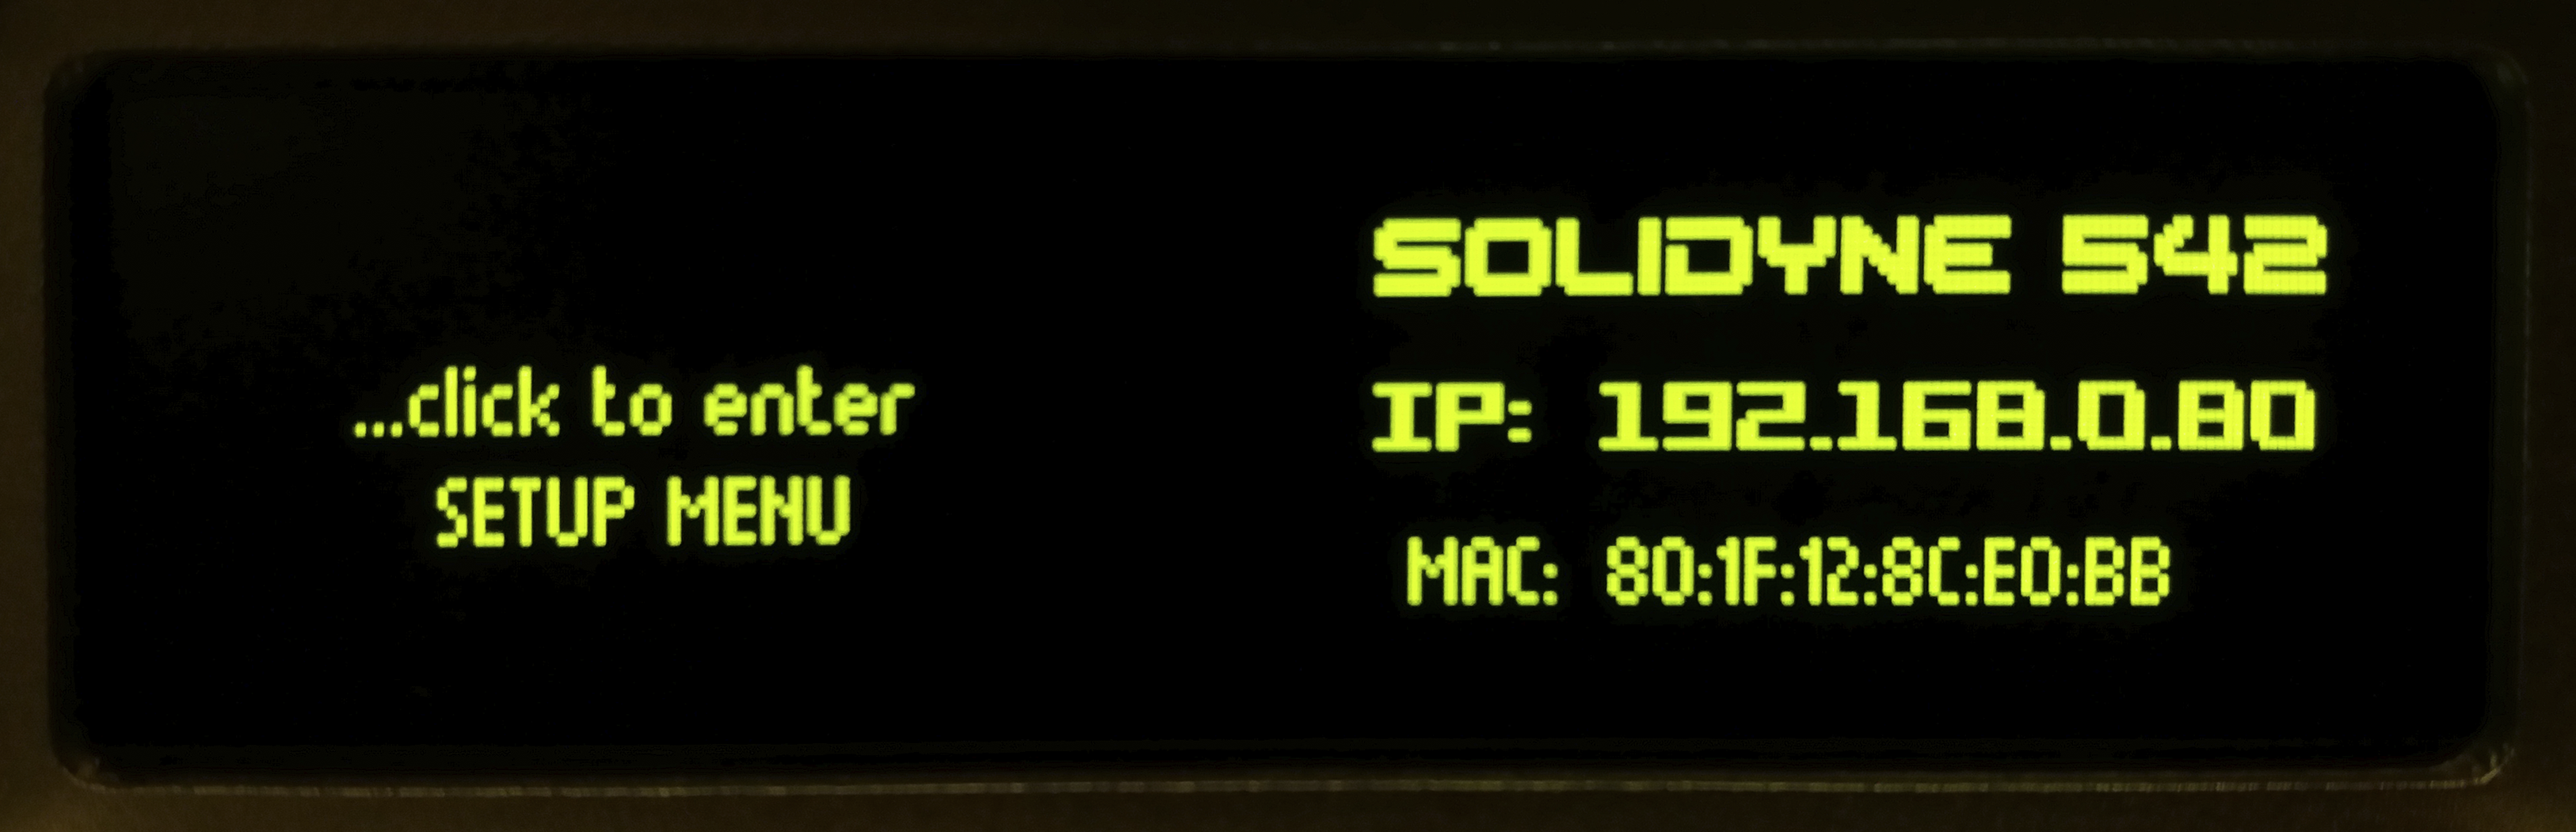 ...click to enter
SETUP MENU
SOLIDYNE 542
IP: 192.168.0.80
MAC: 80:1F:12:8C:E0:BB